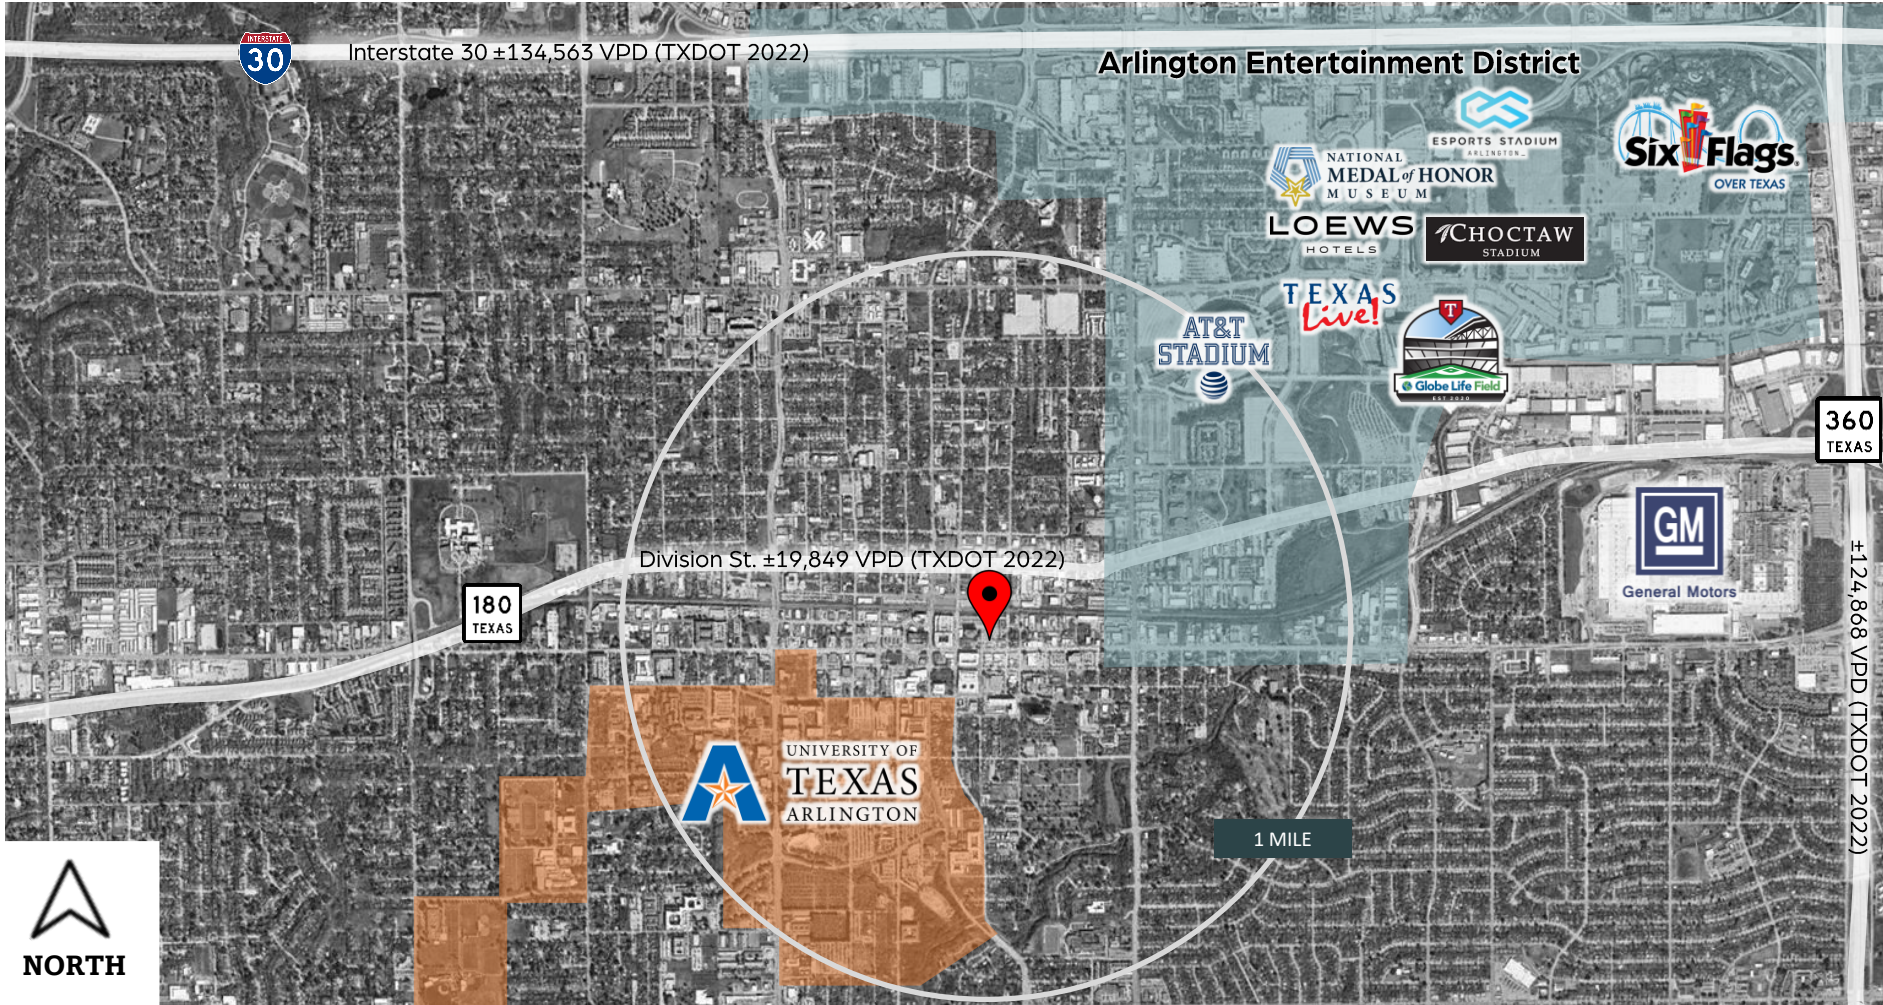 INTERSTATE
30
Interstate 30 ±134,563 VPD (TXDOT 2022)
Arlington Entertainment District
ESPORTS STADIUM
ARLINGTON_
Six Flags
OVER TEXAS
NATIONAL
MEDAL of HONOR
MUSEUM
LOEWS
HOTELS
CHOCTAW
STADIUM
TEXAS
Live!
AT&T
STADIUM
T
Globe Life Field
EST 2020
360
TEXAS
GM
General Motors
Division St. ±19,849 VPD (TXDOT 2022)
180
TEXAS
±124,868 VPD (TXDOT 2022)
UNIVERSITY OF
TEXAS
ARLINGTON
1 MILE
NORTH